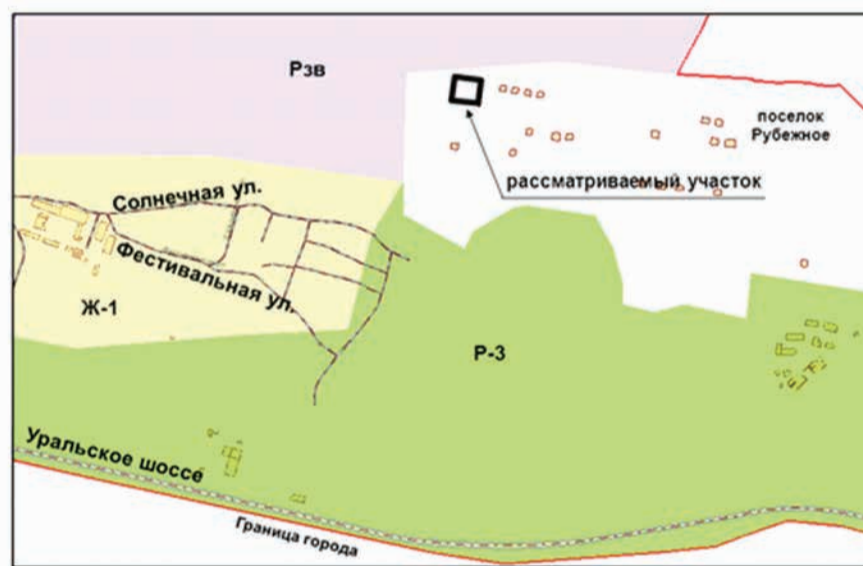 Рзв
поселок
Рубежное
рассматриваемый участок
Солнечная ул.
Фестивальная ул.
Ж-1
Р-3
Уральское шоссе
Граница города